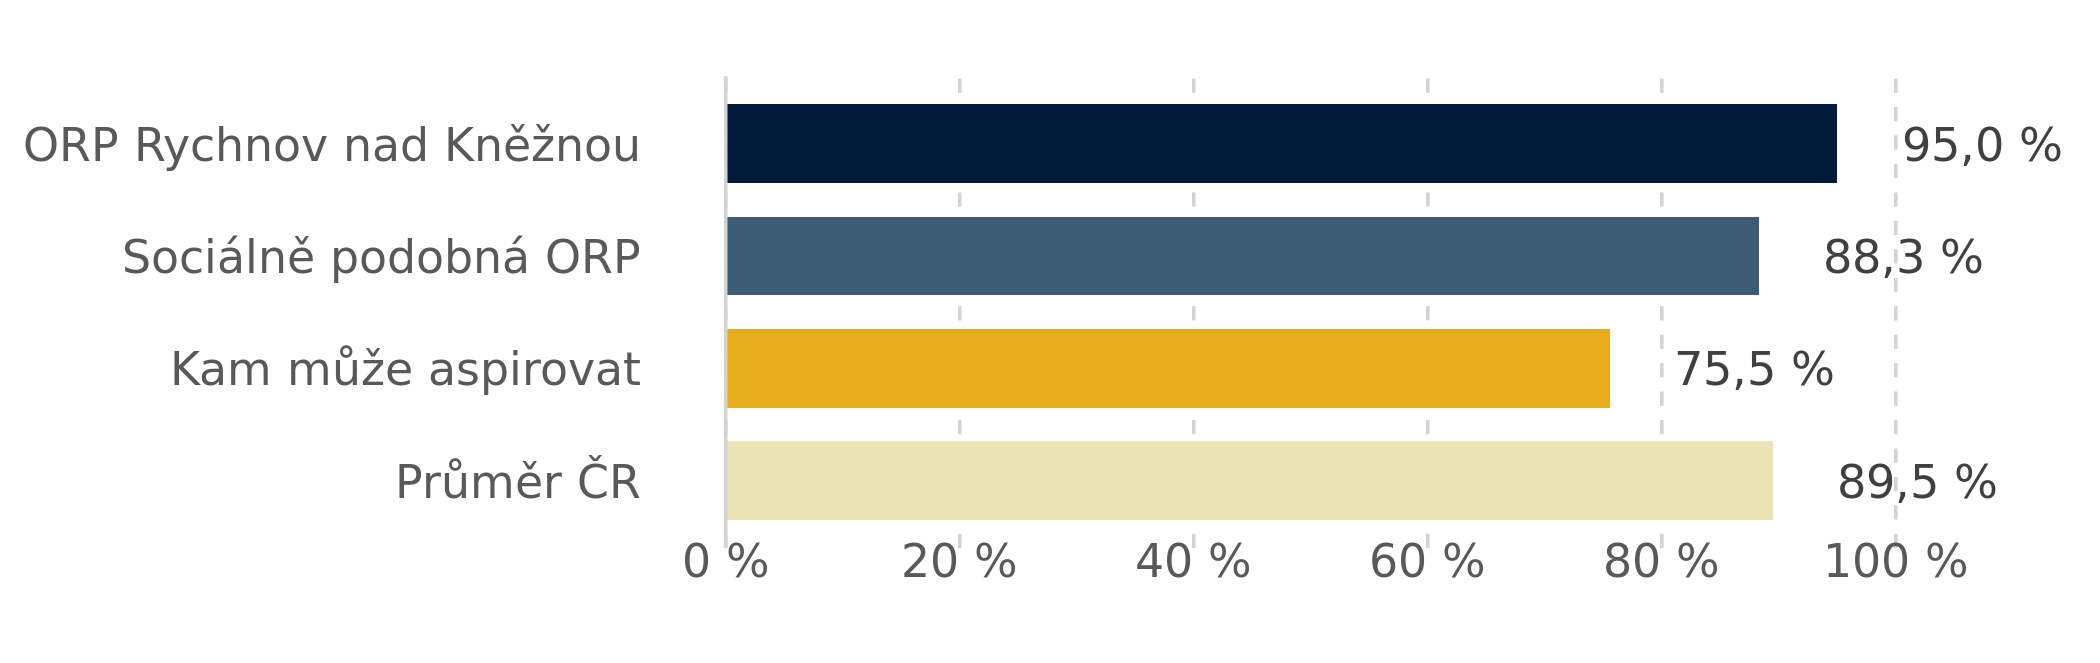 ORP Rychnov nad Kněžnou 95,0 %
Sociálně podobná ORP 88,3 %
Kam může aspirovat 75,5 %
Průměr ČR 89,5 %
0 % 20 % 40 % 60 % 80 % 100 %